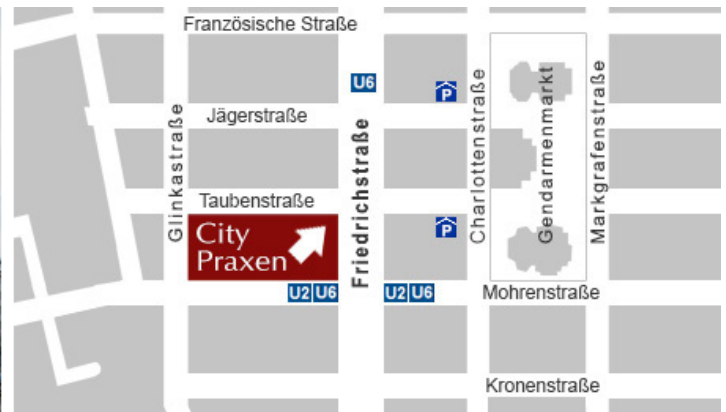 Französische Straße
U6
P
Jägerstraße
Glinkastraße
Friedrichstraße
Charlottenstraße
Gendarmenmarkt
Markgrafenstraße
Taubenstraße
City
Praxen
P
U2 U6
U2 U6
Mohrenstraße
Kronenstraße